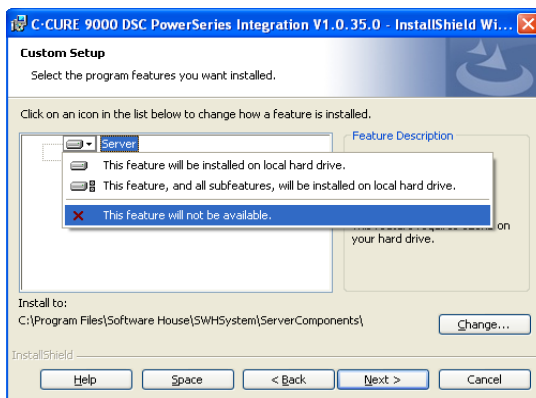 C·CURE 9000 DSC PowerSeries Integration V1.0.35.0 - InstallShield Wi...
Custom Setup
Select the program features you want installed.
Click on an icon in the list below to change how a feature is installed.
Server
Feature Description
This feature will be installed on local hard drive.
This feature, and all subfeatures, will be installed on local hard drive.
This feature will not be available.
on
your hard drive.
Install to:
C:\Program Files\Software House\SWHSystem\ServerComponents\
Change...
InstallShield
Help Space < Back Next > Cancel